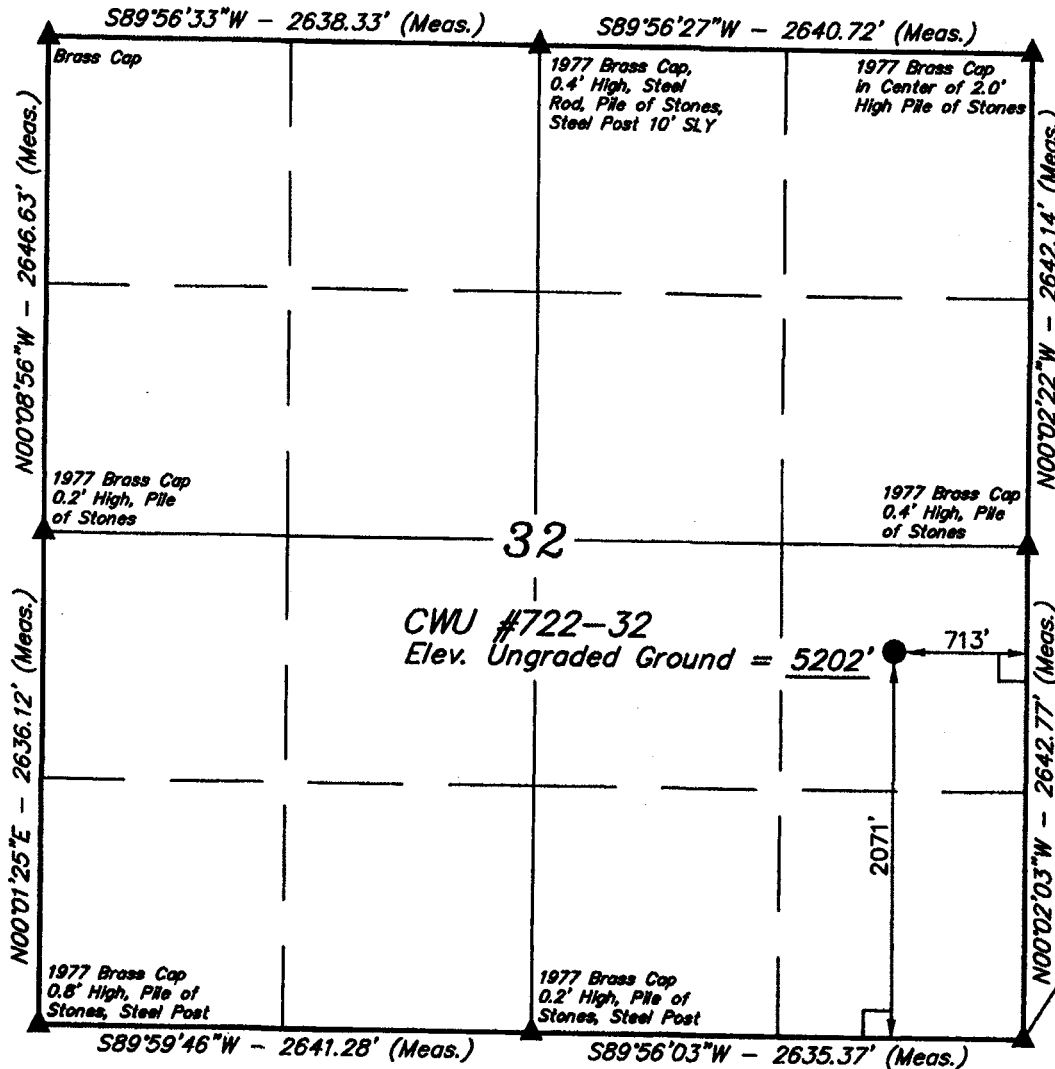 S89°56'33"W - 2638.33' (Meas.)
S89°56'27"W - 2640.72' (Meas.)
Brass Cap
1977 Brass Cap,
0.4' High, Steel
Rod, Pile of Stones,
Steel Post 10' SLY
1977 Brass Cap
in Center of 2.0'
High Pile of Stones
N00°08'56"W - 2646.63' (Meas.)
N00°02'22"W - 2642.14' (Meas.)
1977 Brass Cap
0.2' High, Pile
of Stones
1977 Brass Cap
0.4' High, Pile
of Stones
32
CWU #722-32
Elev. Ungraded Ground = 5202'
713'
2071'
N00°01'25"E - 2636.12' (Meas.)
N00°02'03"W - 2642.77' (Meas.)
1977 Brass Cap
0.8' High, Pile of
Stones, Steel Post
1977 Brass Cap
0.2' High, Pile of
Stones, Steel Post
S89°59'46"W - 2641.28' (Meas.)
S89°56'03"W - 2635.37' (Meas.)